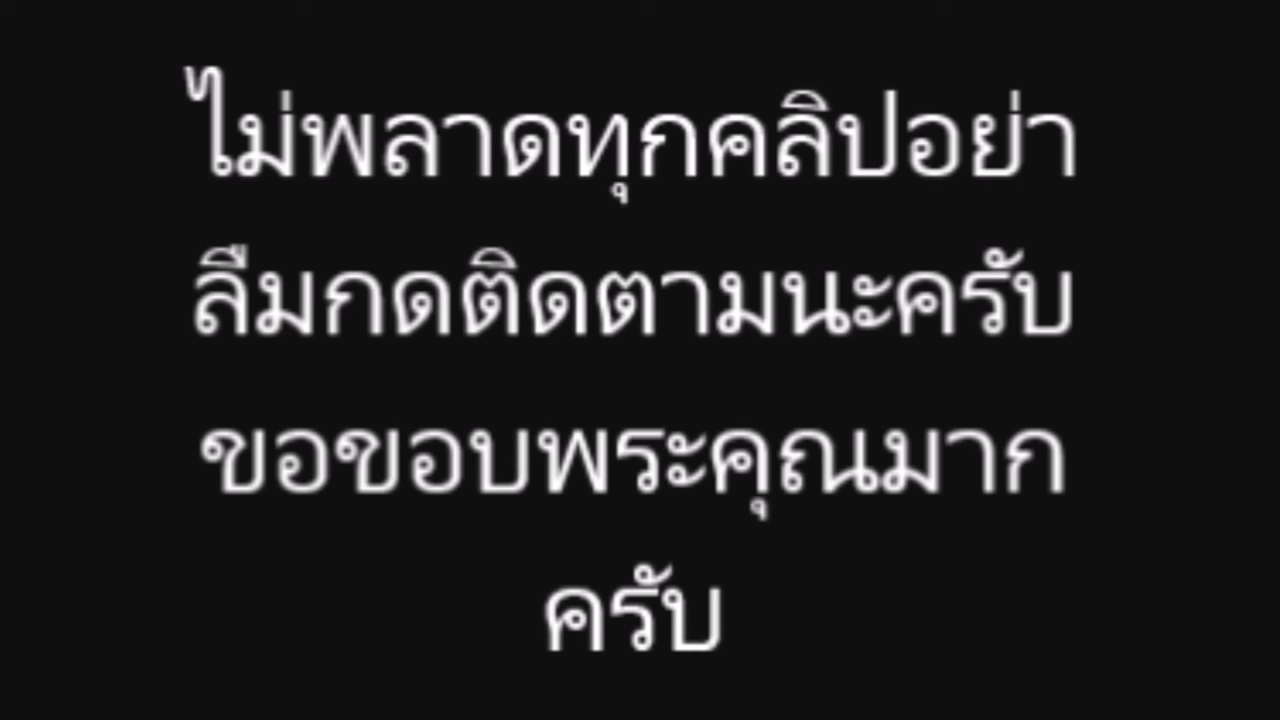 ไม่พลาดทุกคลิปอย่า
ลืมกดติดตามนะครับ
ขอขอบพระคุณมาก
ครับ